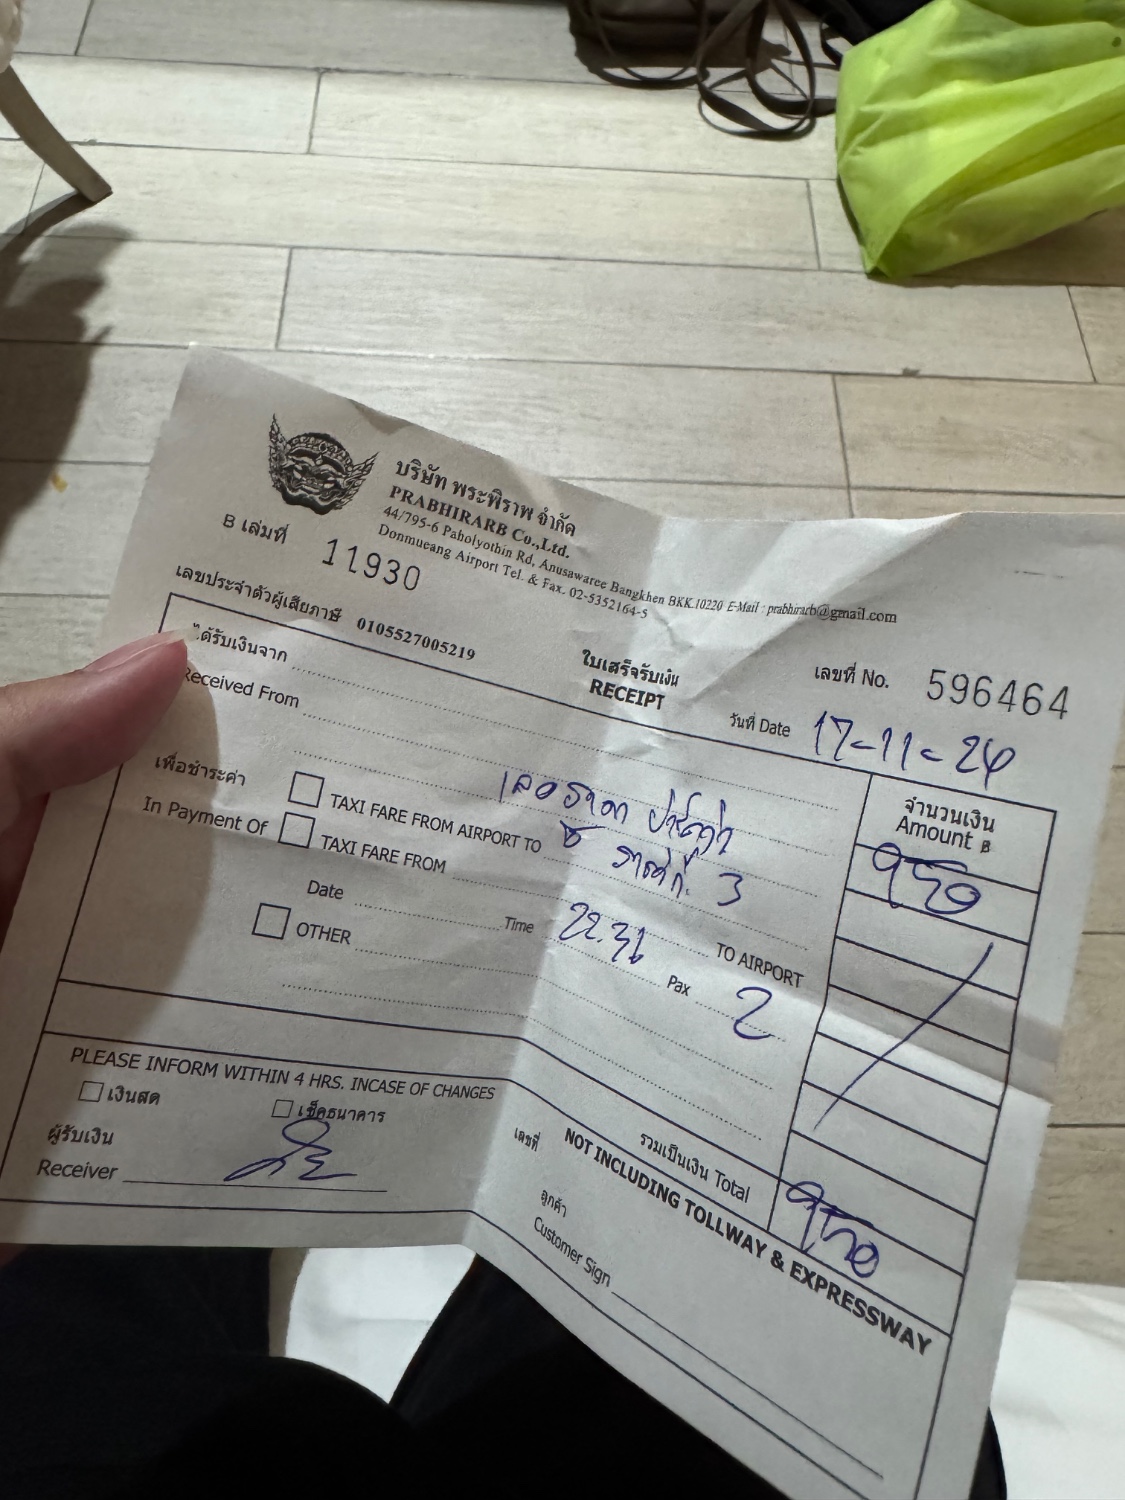 บริษัท พระพิราพ จำกัด
PRABHIRARB Co.,Ltd.
44/795-6 Paholyothin Rd, Anusawaree Bangkhen BKK.10220 E-Mail : prabhirarb@gmail.com
Donmueang Airport Tel. & Fax. 02-5352164-5
B เล่มที่ 11930
เลขประจำตัวผู้เสียภาษี 0105527005219
ใบเสร็จรับเงิน
RECEIPT
เลขที่ No. 596464
วันที่ Date 17-11-24
ได้รับเงินจาก
Received From
จำนวนเงิน
Amount ฿
เพื่อชำระค่า
In Payment Of
TAXI FARE FROM AIRPORT TO
950
TAXI FARE FROM 3
TO AIRPORT
Date Time 22.31 Pax 2
OTHER
PLEASE INFORM WITHIN 4 HRS. INCASE OF CHANGES
เงินสด เช็คธนาคาร
เลขที่
รวมเป็นเงิน Total 950
NOT INCLUDING TOLLWAY & EXPRESSWAY
ผู้รับเงิน
Receiver
ลูกค้า
Customer Sign